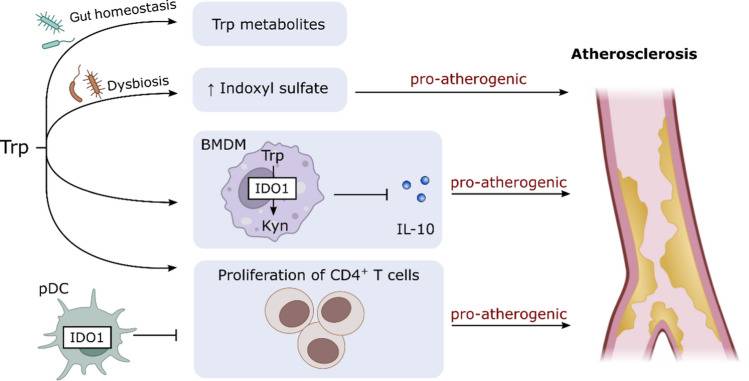 Gut homeostasis
Trp metabolites
Atherosclerosis
Dysbiosis
↑ Indoxyl sulfate
pro-atherogenic
Trp
BMDM
Trp
IDO1
Kyn
IL-10
pro-atherogenic
pDC
IDO1
Proliferation of CD4⁺ T cells
pro-atherogenic